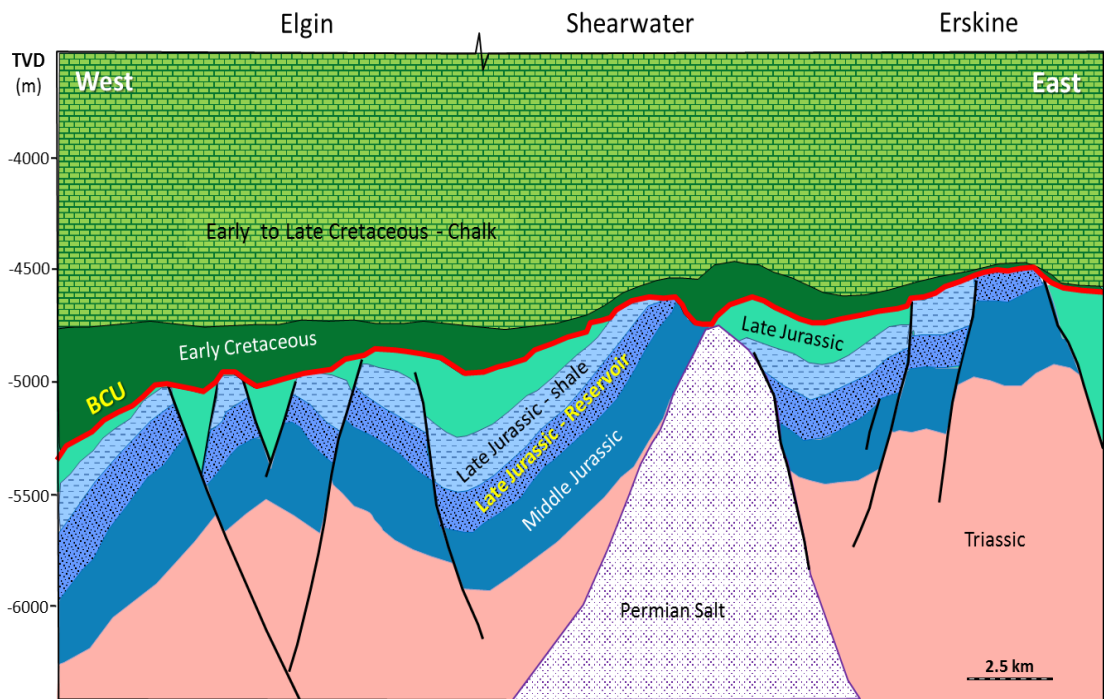 Elgin
Shearwater
Erskine
TVD
(m)
West
East
-4000
Early to Late Cretaceous - Chalk
-4500
Early Cretaceous
Late Jurassic
-5000
BCU
Late Jurassic - shale
Late Jurassic - Reservoir
Middle Jurassic
-5500
Triassic
-6000
Permian Salt
2.5 km